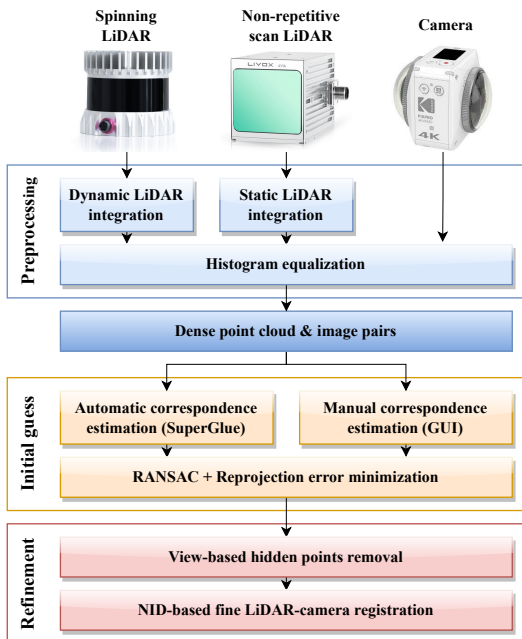 Spinning
LiDAR
Non-repetitive
scan LiDAR
Camera
LIVOX
KODAK
4K
Preprocessing
Dynamic LiDAR
integration
Static LiDAR
integration
Histogram equalization
Dense point cloud & image pairs
Initial guess
Automatic correspondence
estimation (SuperGlue)
Manual correspondence
estimation (GUI)
RANSAC + Reprojection error minimization
Refinement
View-based hidden points removal
NID-based fine LiDAR-camera registration